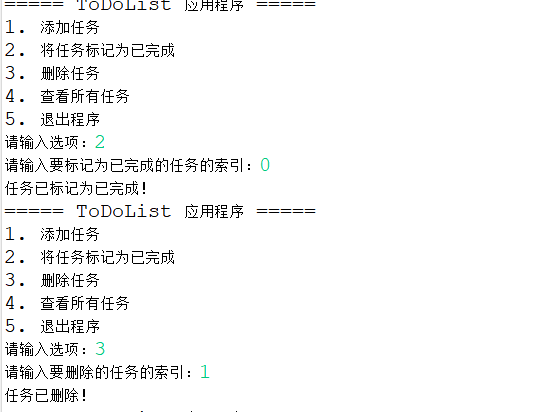 ===== ToDoList 应用程序 =====
1. 添加任务
2. 将任务标记为已完成
3. 删除任务
4. 查看所有任务
5. 退出程序
请输入选项：2
请输入要标记为已完成的任务的索引：0
任务已标记为已完成！
===== ToDoList 应用程序 =====
1. 添加任务
2. 将任务标记为已完成
3. 删除任务
4. 查看所有任务
5. 退出程序
请输入选项：3
请输入要删除的任务的索引：1
任务已删除！